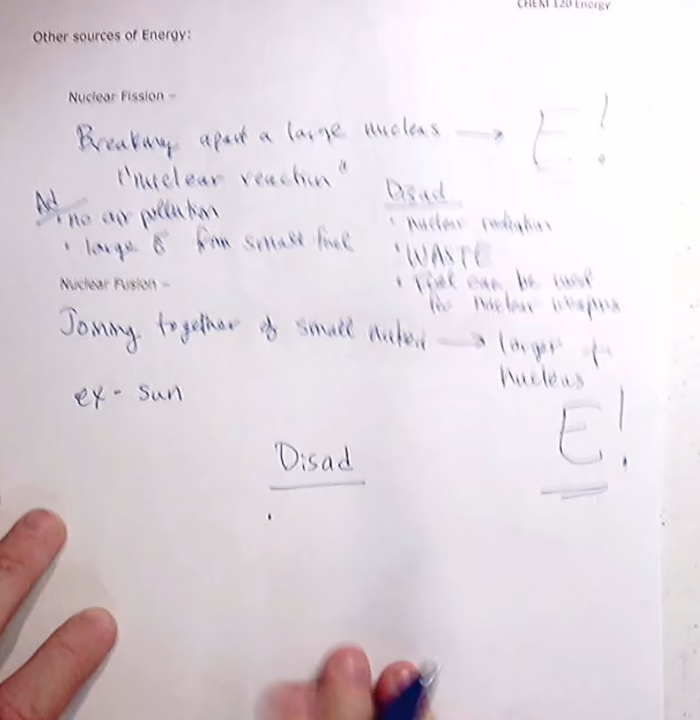 CHEM 120 Energy
Other sources of Energy:
Nuclear Fission -
Breaking apart a large nucleus → E!
"nuclear reaction"
Ad
• no air pollution
• large E from small fuel
Disad
• nuclear radiation
• WASTE
• Fuel can be used
for nuclear weapons
Nuclear Fusion -
Joining together of small nuclei → larger +
nucleus
E!
ex - sun
Disad
•